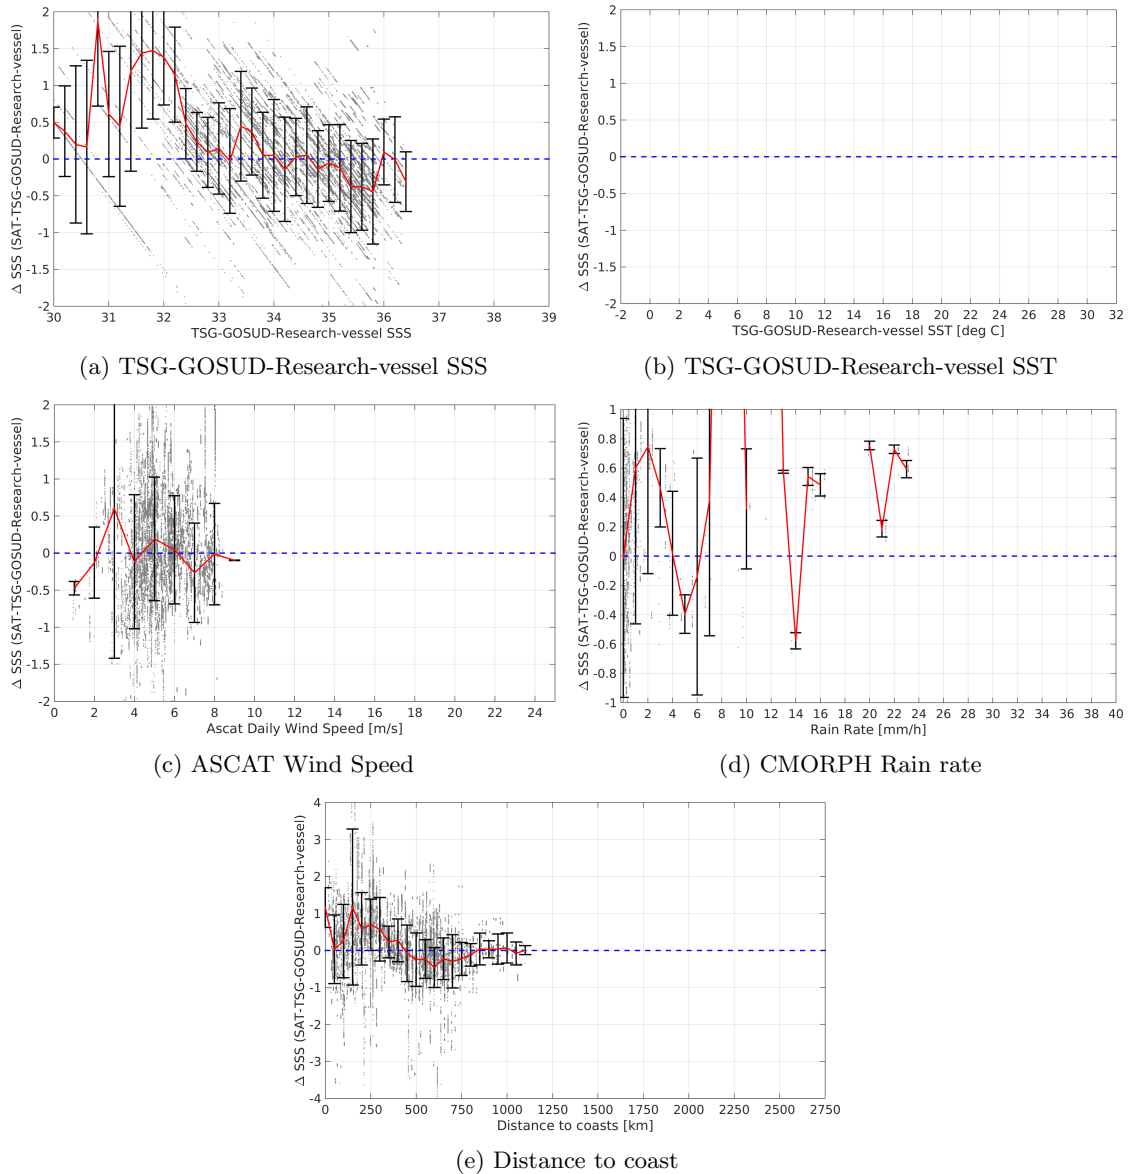 2
1.5
1
0.5
0
-0.5
-1
-1.5
-2
Δ SSS (SAT-TSG-GOSUD-Research-vessel)
30 31 32 33 34 35 36 37 38 39
TSG-GOSUD-Research-vessel SSS
(a) TSG-GOSUD-Research-vessel SSS
2
1.5
1
0.5
0
-0.5
-1
-1.5
-2
Δ SSS (SAT-TSG-GOSUD-Research-vessel)
-2 0 2 4 6 8 10 12 14 16 18 20 22 24 26 28 30 32
TSG-GOSUD-Research-vessel SST [deg C]
(b) TSG-GOSUD-Research-vessel SST
2
1.5
1
0.5
0
-0.5
-1
-1.5
-2
Δ SSS (SAT-TSG-GOSUD-Research-vessel)
0 2 4 6 8 10 12 14 16 18 20 22 24
Ascat Daily Wind Speed [m/s]
(c) ASCAT Wind Speed
1
0.8
0.6
0.4
0.2
0
-0.2
-0.4
-0.6
-0.8
-1
Δ SSS (SAT-TSG-GOSUD-Research-vessel)
0 2 4 6 8 10 12 14 16 18 20 22 24 26 28 30 32 34 36 38 40
Rain Rate [mm/h]
(d) CMORPH Rain rate
4
3
2
1
0
-1
-2
-3
-4
Δ SSS (SAT-TSG-GOSUD-Research-vessel)
0 250 500 750 1000 1250 1500 1750 2000 2250 2500 2750
Distance to coasts [km]
(e) Distance to coast